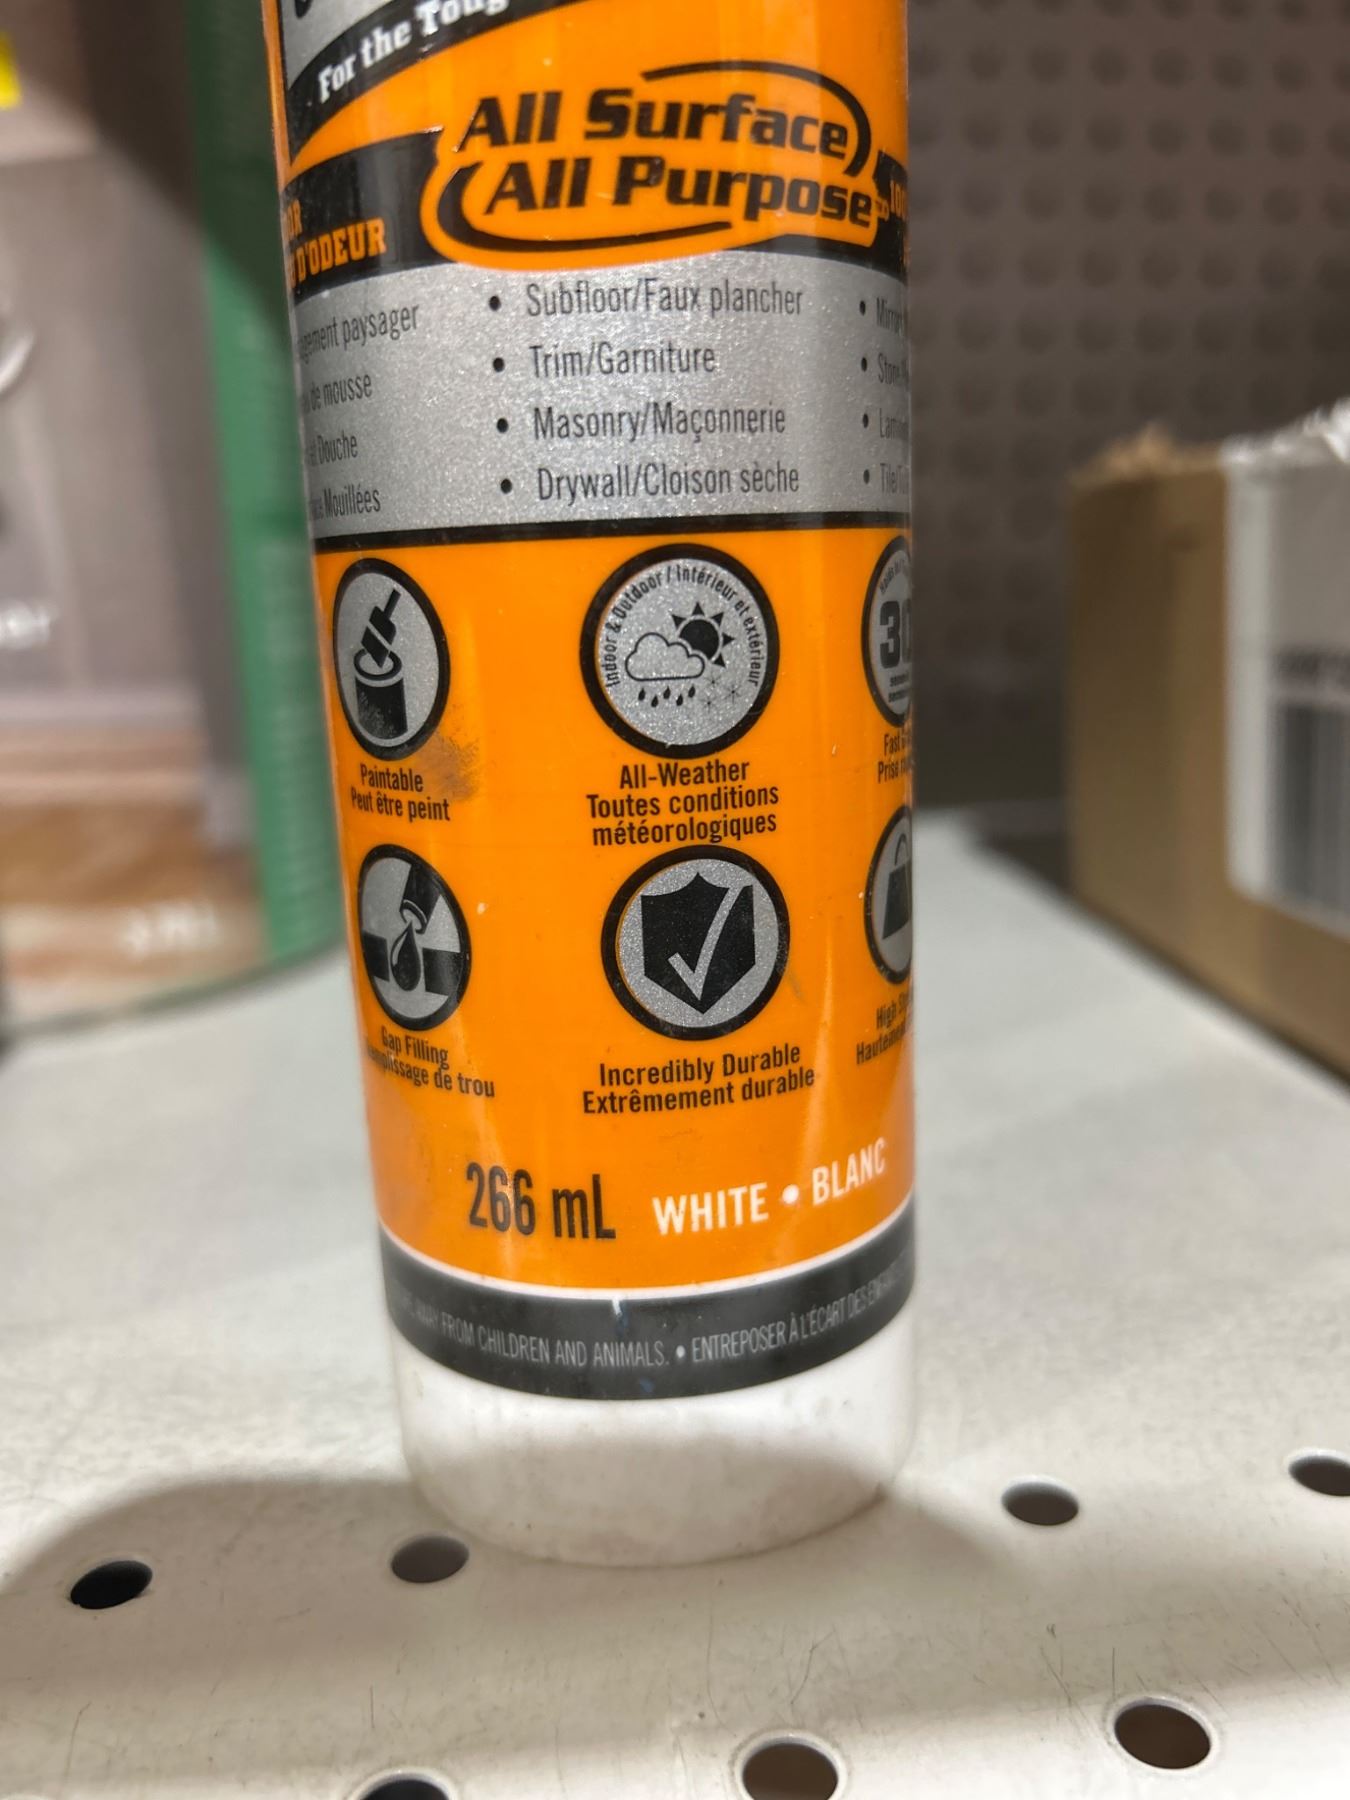 For the
All Surface
All Purpose
D'ODEUR
paysager
de mousse
Douche
Mouillées
• Subfloor/Faux plancher
• Trim/Garniture
• Masonry/Maçonnerie
• Drywall/Cloison sèche
Indoor & Outdoor / Intérieur et extérieur
Paintable
Peut être peint
All-Weather
Toutes conditions
météorologiques
Fast
Gap Filling
de trou
Incredibly Durable
Extrêmement durable
High
266 mL
WHITE • BLANC
AWAY FROM CHILDREN AND ANIMALS. • ENTREPOSER À L'ÉCART DES